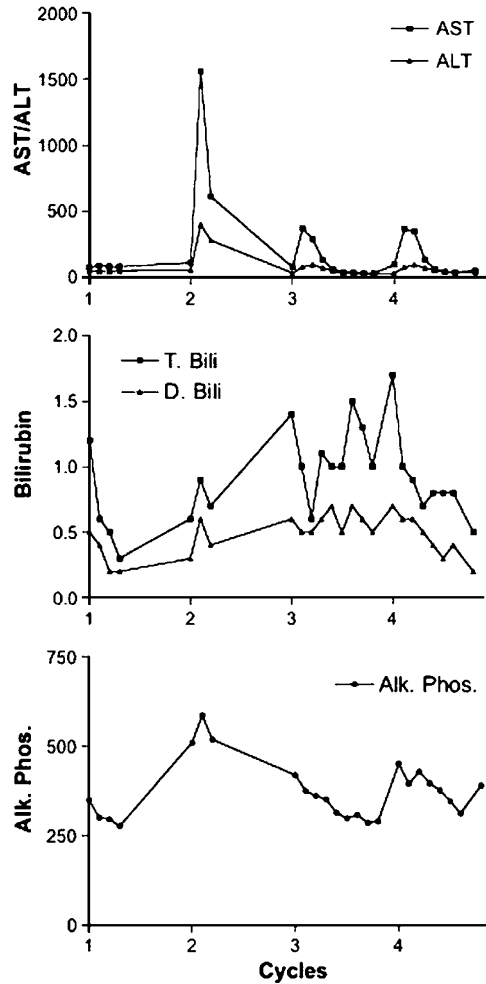 2000
AST
ALT
1500
1000
500
0
AST/ALT
1 2 3 4
2.0
T. Bili
D. Bili
1.5
1.0
0.5
0.0
Bilirubin
1 2 3 4
750
Alk. Phos.
500
250
0
Alk. Phos.
1 2 3 4
Cycles